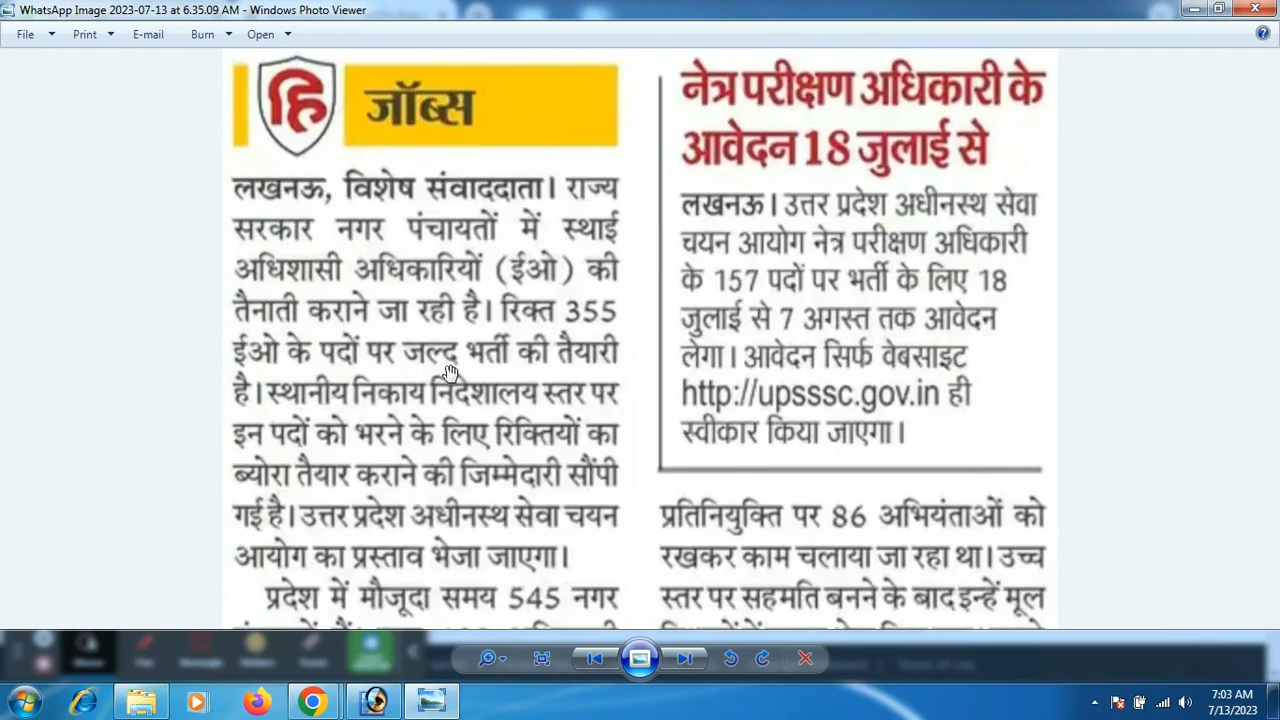 WhatsApp Image 2023-07-13 at 6.35.09 AM - Windows Photo Viewer
File Print E-mail Burn Open
हि
जॉब्स
लखनऊ, विशेष संवाददाता। राज्य
सरकार नगर पंचायतों में स्थाई
अधिशासी अधिकारियों (ईओ) की
तैनाती कराने जा रही है। रिक्त 355
ईओ के पदों पर जल्द भर्ती की तैयारी
है। स्थानीय निकाय निदेशालय स्तर पर
इन पदों को भरने के लिए रिक्तियों का
ब्योरा तैयार कराने की जिम्मेदारी सौंपी
गई है। उत्तर प्रदेश अधीनस्थ सेवा चयन
आयोग का प्रस्ताव भेजा जाएगा।
प्रदेश में मौजूदा समय 545 नगर
नेत्र परीक्षण अधिकारी के
आवेदन 18 जुलाई से
लखनऊ। उत्तर प्रदेश अधीनस्थ सेवा
चयन आयोग नेत्र परीक्षण अधिकारी
के 157 पदों पर भर्ती के लिए 18
जुलाई से 7 अगस्त तक आवेदन
लेगा। आवेदन सिर्फ वेबसाइट
http://upsssc.gov.in ही
स्वीकार किया जाएगा।
प्रतिनियुक्ति पर 86 अभियंताओं को
रखकर काम चलाया जा रहा था। उच्च
स्तर पर सहमति बनने के बाद इन्हें मूल
7:03 AM
7/13/2023